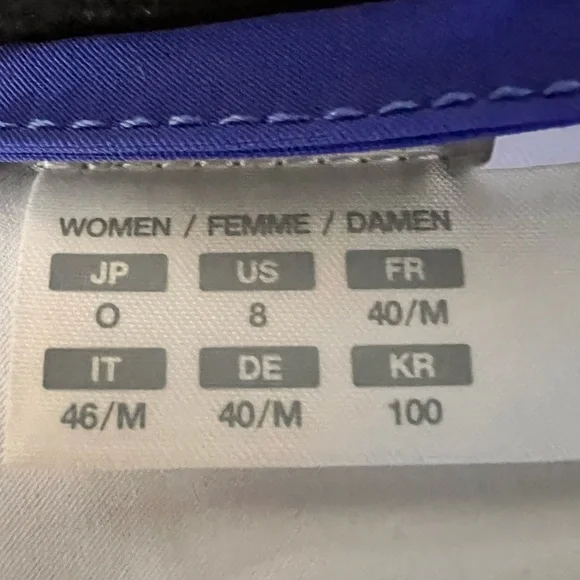 WOMEN / FEMME / DAMEN
JP US FR
O 8 40/M
IT DE KR
46/M 40/M 100